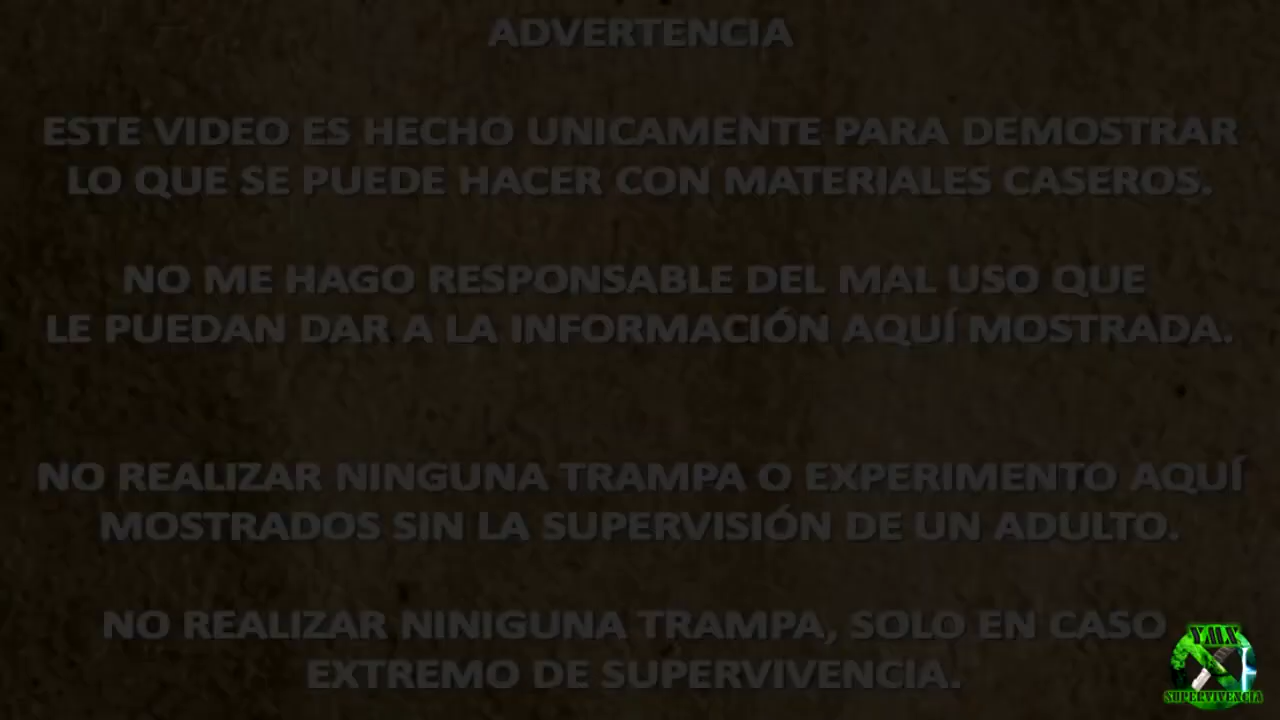 ADVERTENCIA
ESTE VIDEO ES HECHO UNICAMENTE PARA DEMOSTRAR
LO QUE SE PUEDE HACER CON MATERIALES CASEROS.
NO ME HAGO RESPONSABLE DEL MAL USO QUE
LE PUEDAN DAR A LA INFORMACIÓN AQUÍ MOSTRADA.
NO REALIZAR NINGUNA TRAMPA O EXPERIMENTO AQUÍ
MOSTRADOS SIN LA SUPERVISIÓN DE UN ADULTO.
NO REALIZAR NINIGUNA TRAMPA, SOLO EN CASO
EXTREMO DE SUPERVIVENCIA.
SUPERVIVENCIA